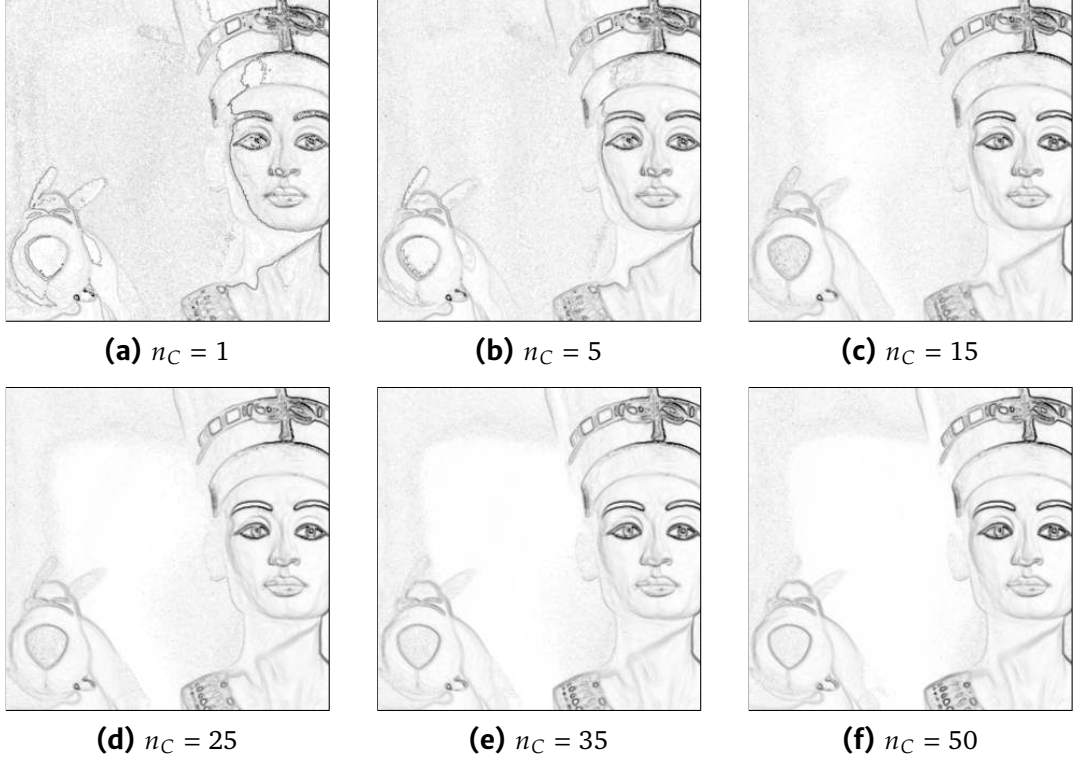 (a) n_C = 1
(b) n_C = 5
(c) n_C = 15
(d) n_C = 25
(e) n_C = 35
(f) n_C = 50